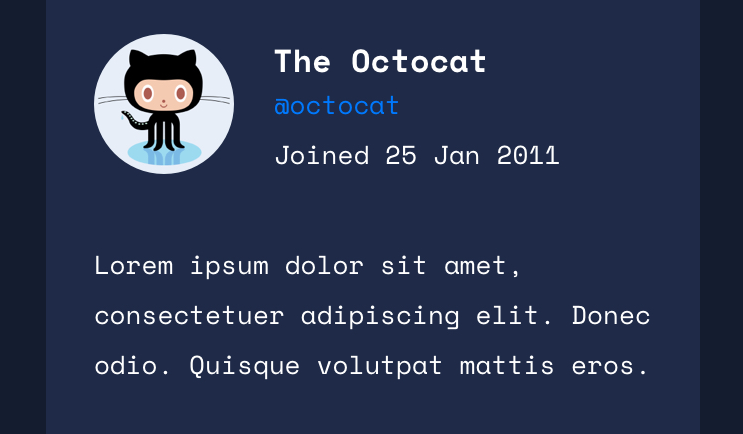 The Octocat
@octocat
Joined 25 Jan 2011
Lorem ipsum dolor sit amet,
consectetuer adipiscing elit. Donec
odio. Quisque volutpat mattis eros.